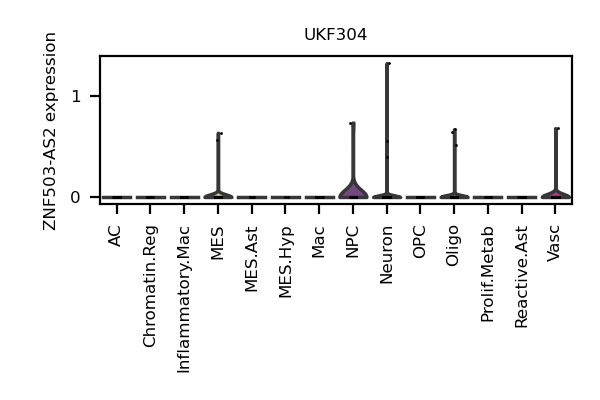 UKF304
ZNF503-AS2 expression
1
0
AC
Chromatin.Reg
Inflammatory.Mac
MES
MES.Ast
MES.Hyp
Mac
NPC
Neuron
OPC
Oligo
Prolif.Metab
Reactive.Ast
Vasc